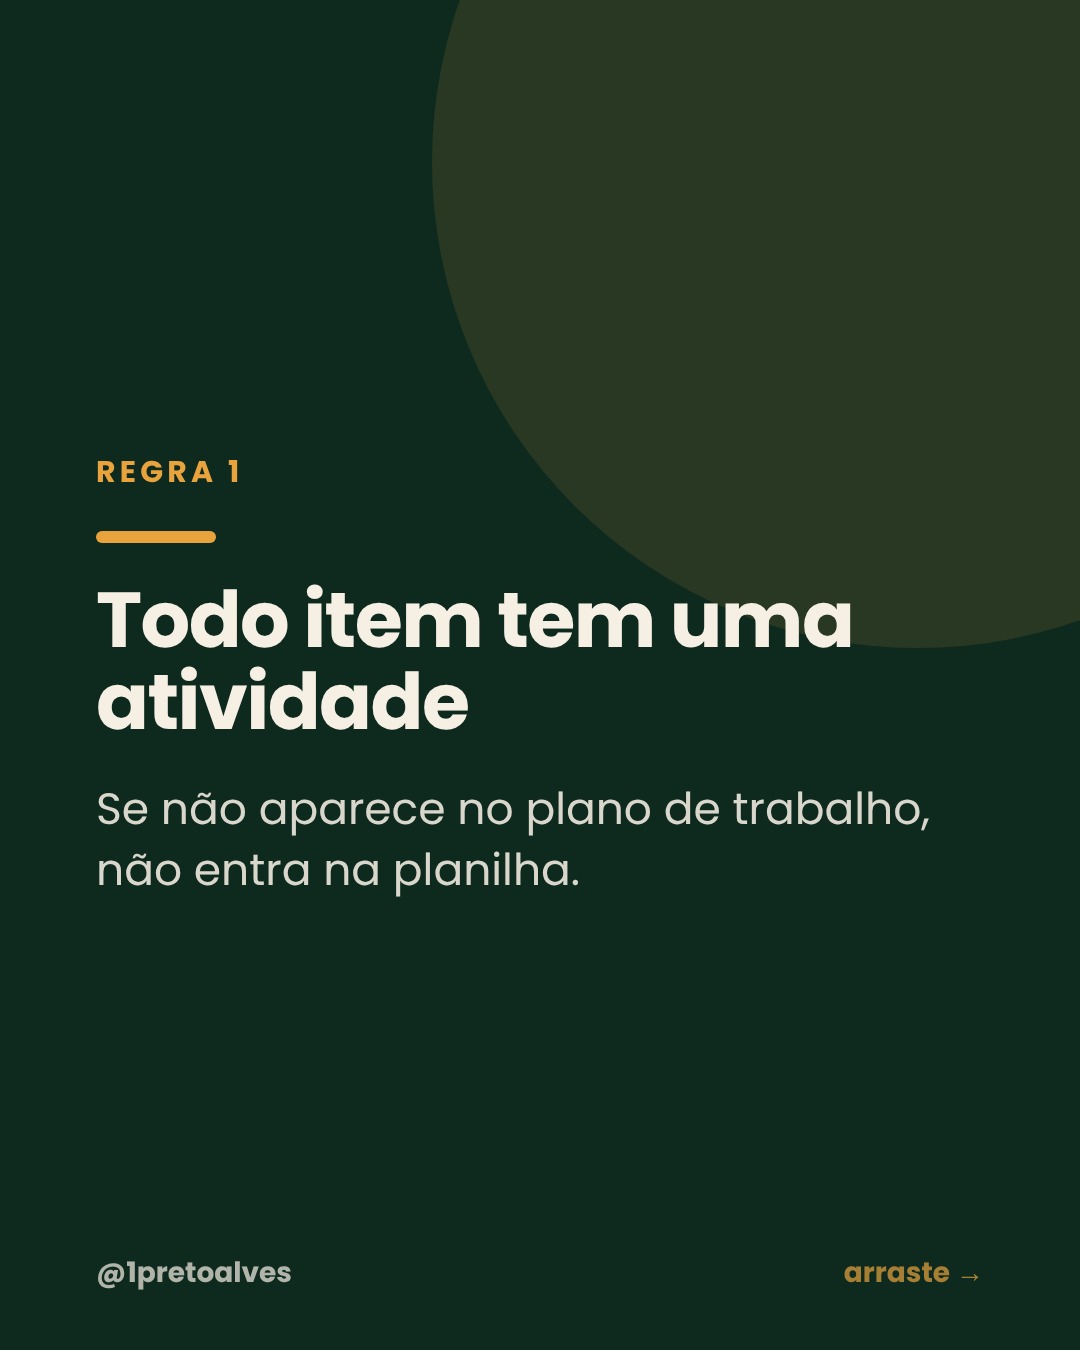 REGRA 1
Todo item tem uma
atividade
Se não aparece no plano de trabalho,
não entra na planilha.
@1pretoalves
arraste →